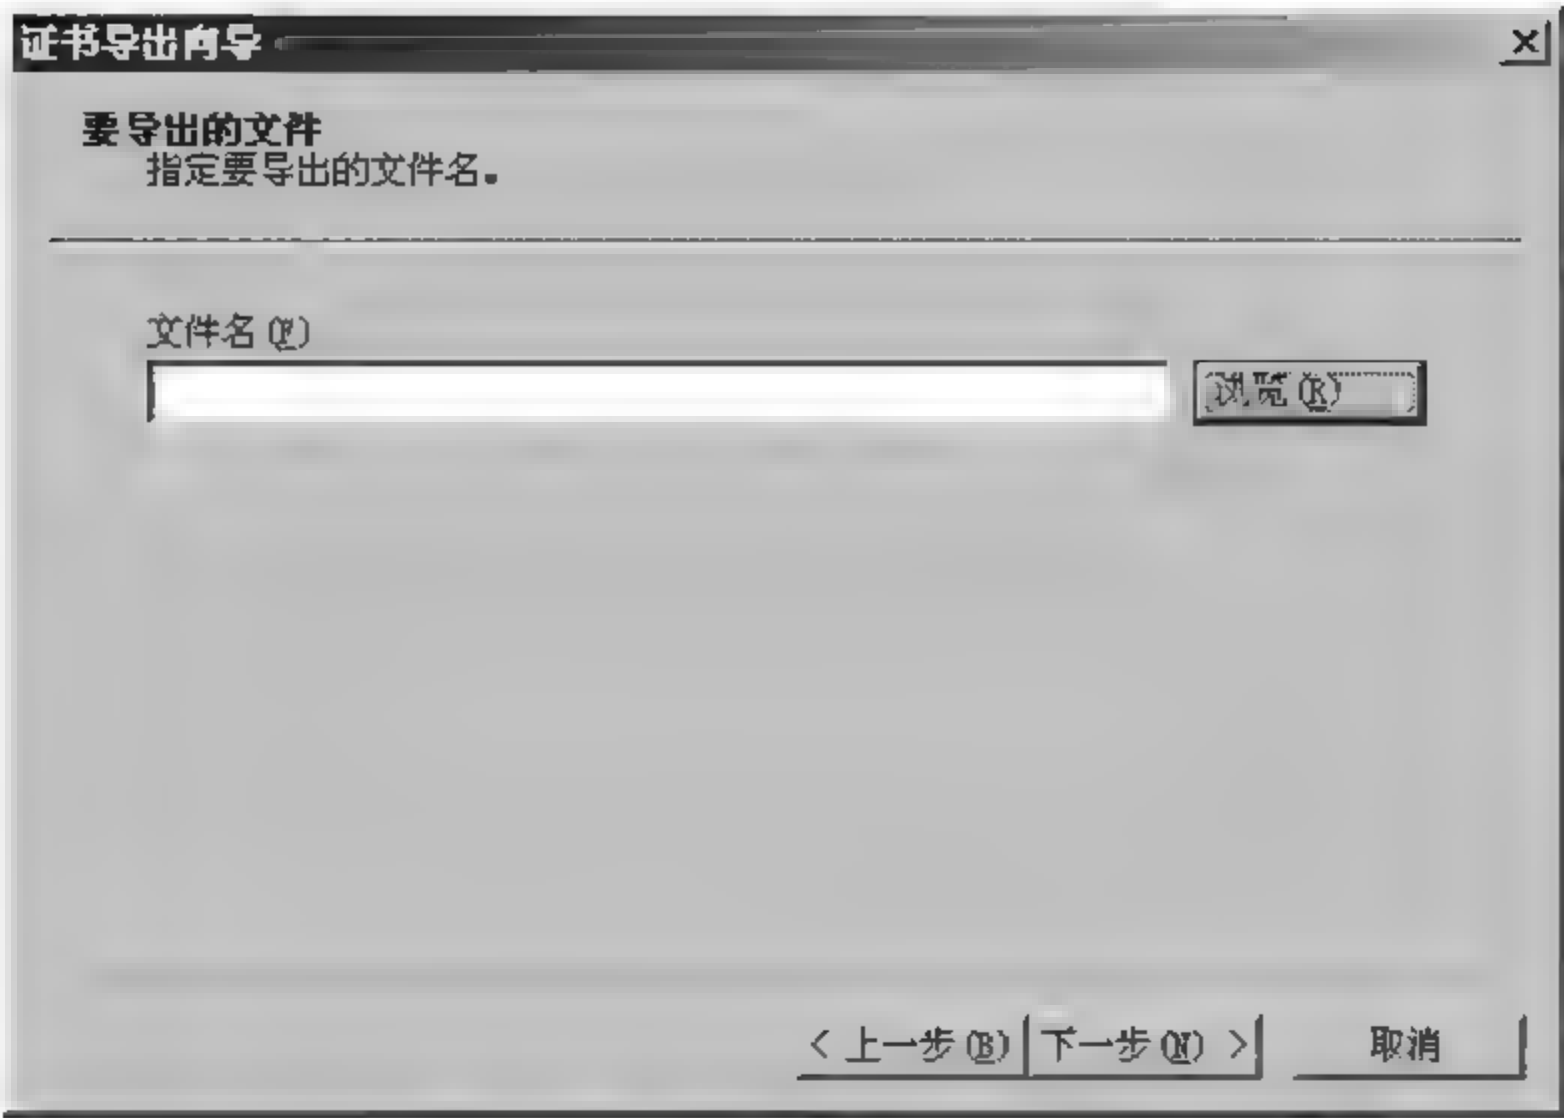 证书导出向导
要导出的文件
指定要导出的文件名。
文件名(F)
浏览(R)
< 上一步(B) 下一步(N) > 取消